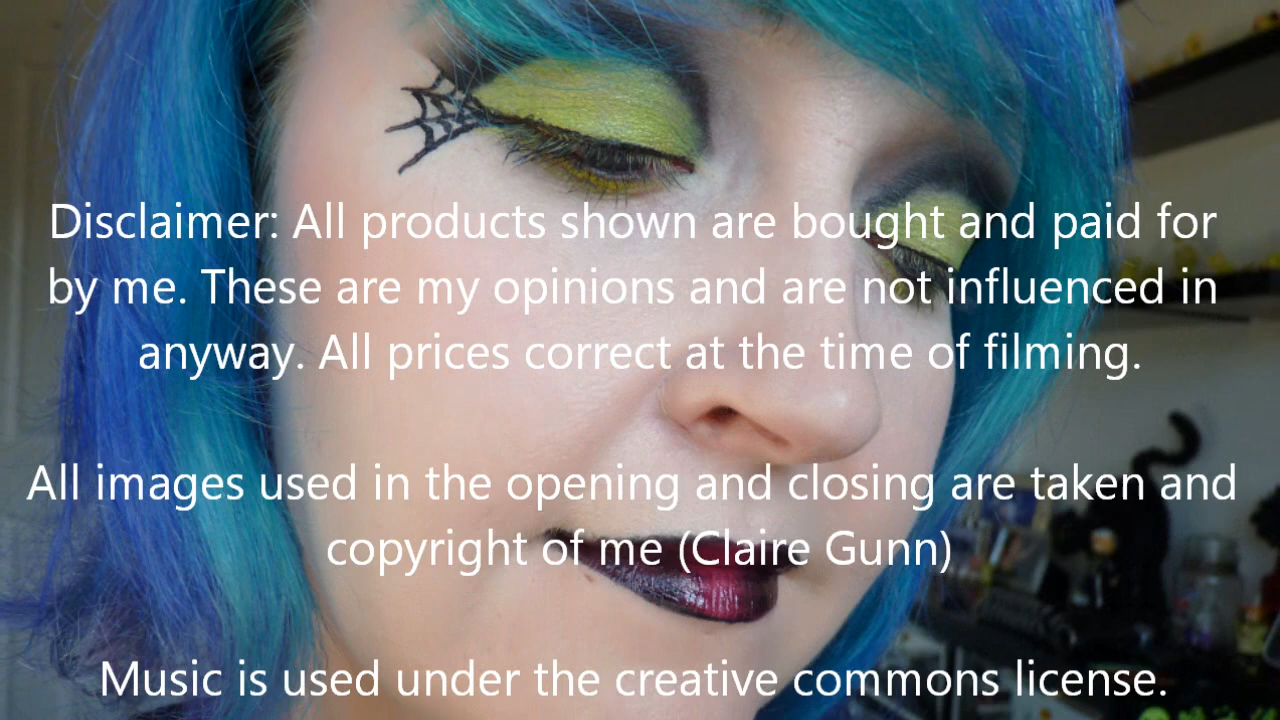 Disclaimer: All products shown are bought and paid for
by me. These are my opinions and are not influenced in
anyway. All prices correct at the time of filming.
All images used in the opening and closing are taken and
copyright of me (Claire Gunn)
Music is used under the creative commons license.